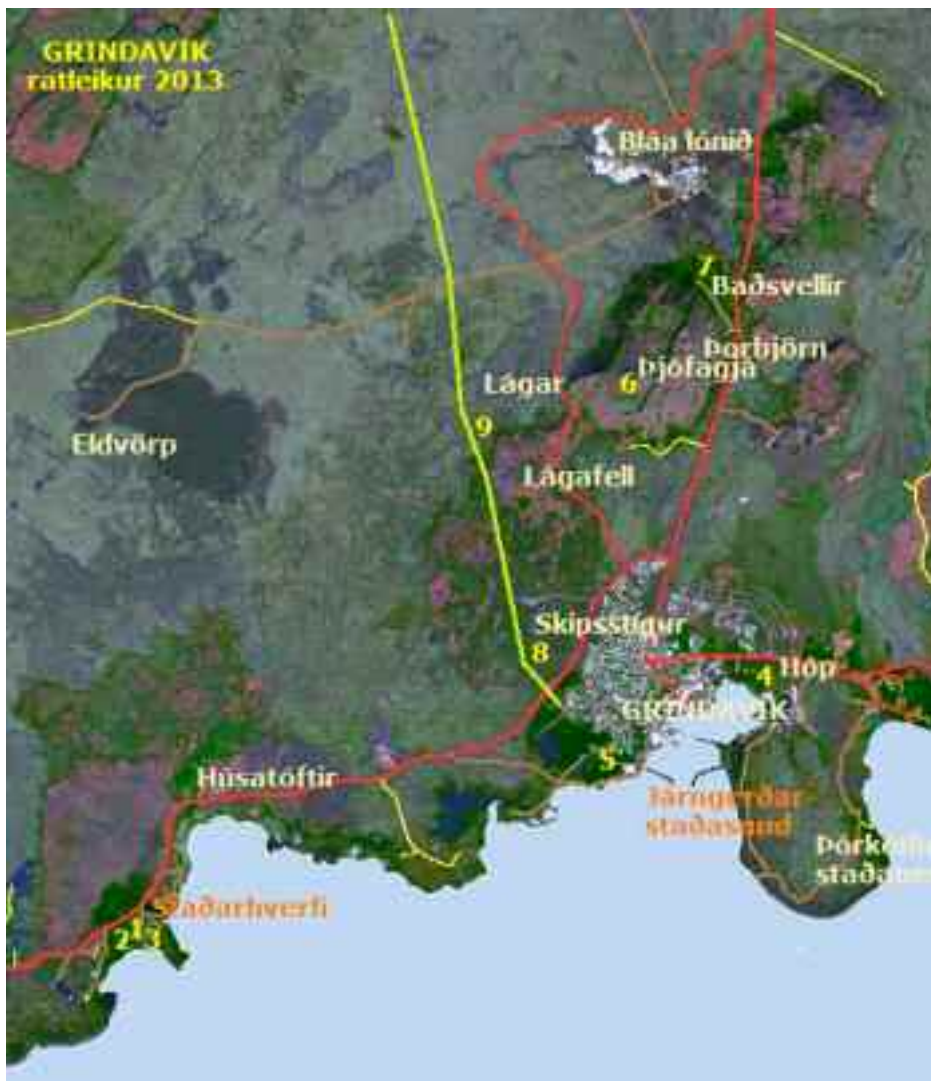 GRINDAVÍK
ratleikur 2013
Bláa lónið
7
Baðsvellir
Þorbjörn
Þjófagjá
6
Lágar
9
Eldvörp
Lágafell
Skipsstígur
8
4
Hóp
GRINDAVÍK
5
Húsatóftir
Járngerðar-
staðasund
Staðarhverfi
1
2
3